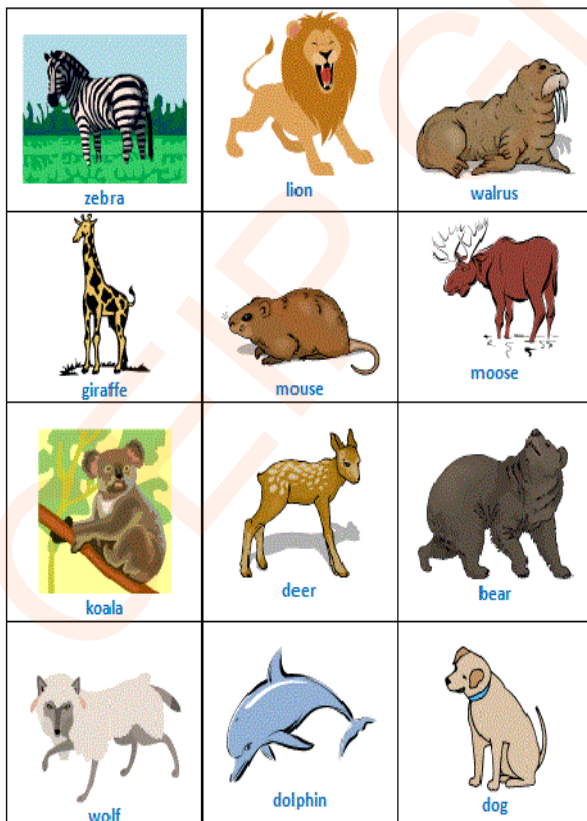 zebra
lion
walrus
giraffe
mouse
moose
koala
deer
bear
wolf
dolphin
dog